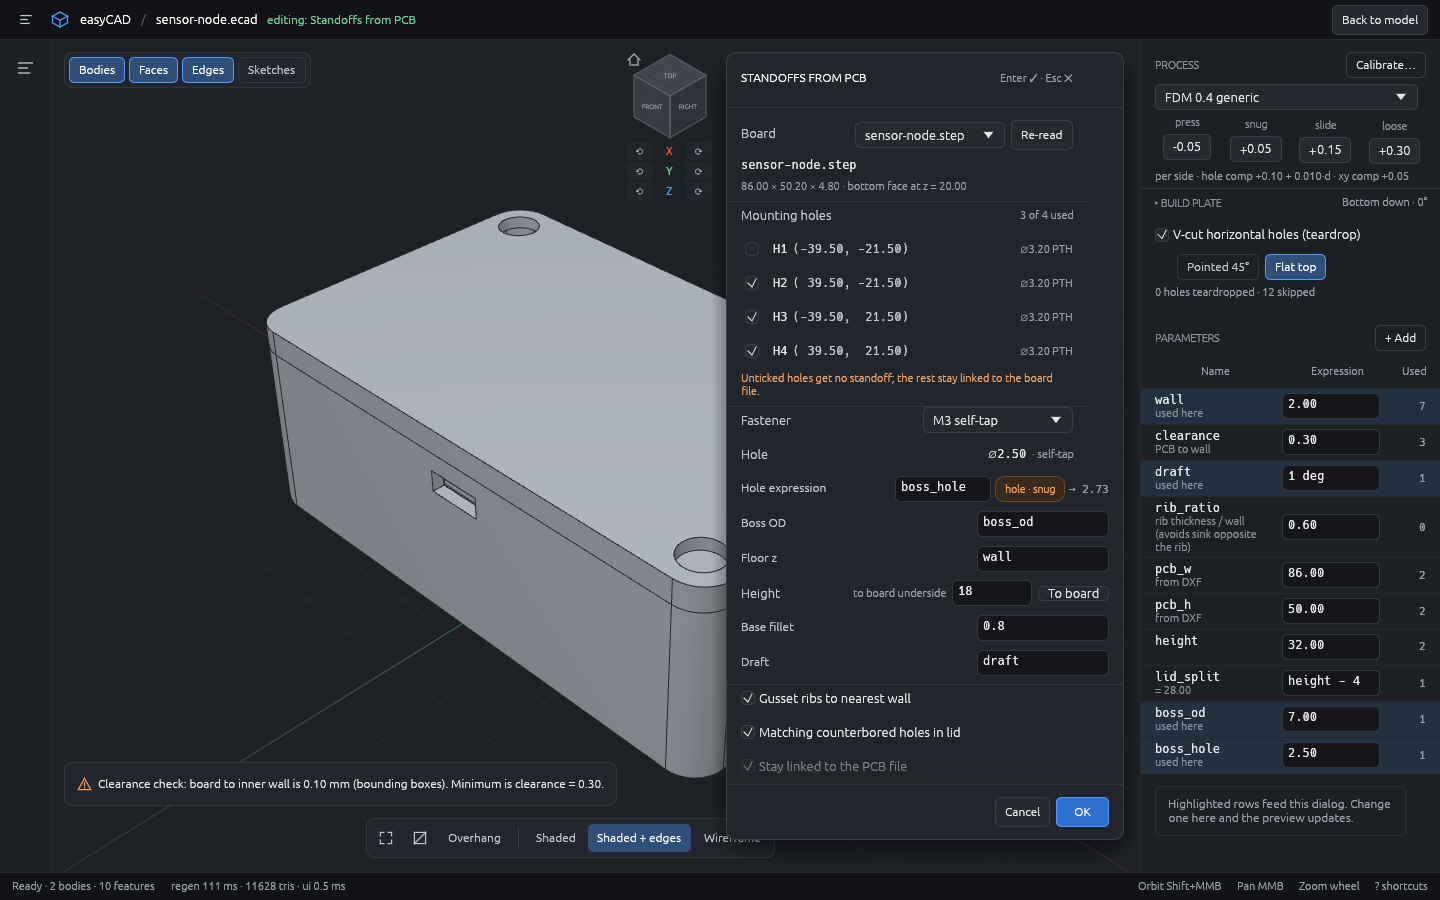 easyCAD / sensor-node.ecad editing: Standoffs from PCB
Back to model
Bodies Faces Edges Sketches
TOP
FRONT RIGHT
X
Y
Z
STANDOFFS FROM PCB Enter ✓ · Esc ✕
Board sensor-node.step Re-read
sensor-node.step
86.00 × 50.20 × 4.80 · bottom face at z = 20.00
Mounting holes 3 of 4 used
H1 (-39.50, -21.50) ⌀3.20 PTH
H2 ( 39.50, -21.50) ⌀3.20 PTH
H3 (-39.50,  21.50) ⌀3.20 PTH
H4 ( 39.50,  21.50) ⌀3.20 PTH
Unticked holes get no standoff; the rest stay linked to the board
file.
Fastener M3 self-tap
Hole ⌀2.50 · self-tap
Hole expression boss_hole hole · snug → 2.73
Boss OD boss_od
Floor z wall
Height to board underside 18 To board
Base fillet 0.8
Draft draft
Gusset ribs to nearest wall
Matching counterbored holes in lid
Stay linked to the PCB file
Cancel OK
PROCESS Calibrate…
FDM 0.4 generic
press snug slide loose
-0.05 +0.05 +0.15 +0.30
per side · hole comp +0.10 + 0.010·d · xy comp +0.05
BUILD PLATE Bottom down · 0°
V-cut horizontal holes (teardrop)
Pointed 45° Flat top
0 holes teardropped · 12 skipped
PARAMETERS + Add
Name Expression Used
wall 2.00 7
used here
clearance 0.30 3
PCB to wall
draft 1 deg 1
used here
rib_ratio 0.60 0
rib thickness / wall
(avoids sink opposite
the rib)
pcb_w 86.00 2
from DXF
pcb_h 50.00 2
from DXF
height 32.00 2
lid_split height - 4 1
= 28.00
boss_od 7.00 1
used here
boss_hole 2.50 1
used here
Highlighted rows feed this dialog. Change
one here and the preview updates.
Clearance check: board to inner wall is 0.10 mm (bounding boxes). Minimum is clearance = 0.30.
Overhang Shaded Shaded + edges
Ready · 2 bodies · 10 features regen 111 ms · 11628 tris · ui 0.5 ms
Orbit Shift+MMB Pan MMB Zoom wheel ? shortcuts